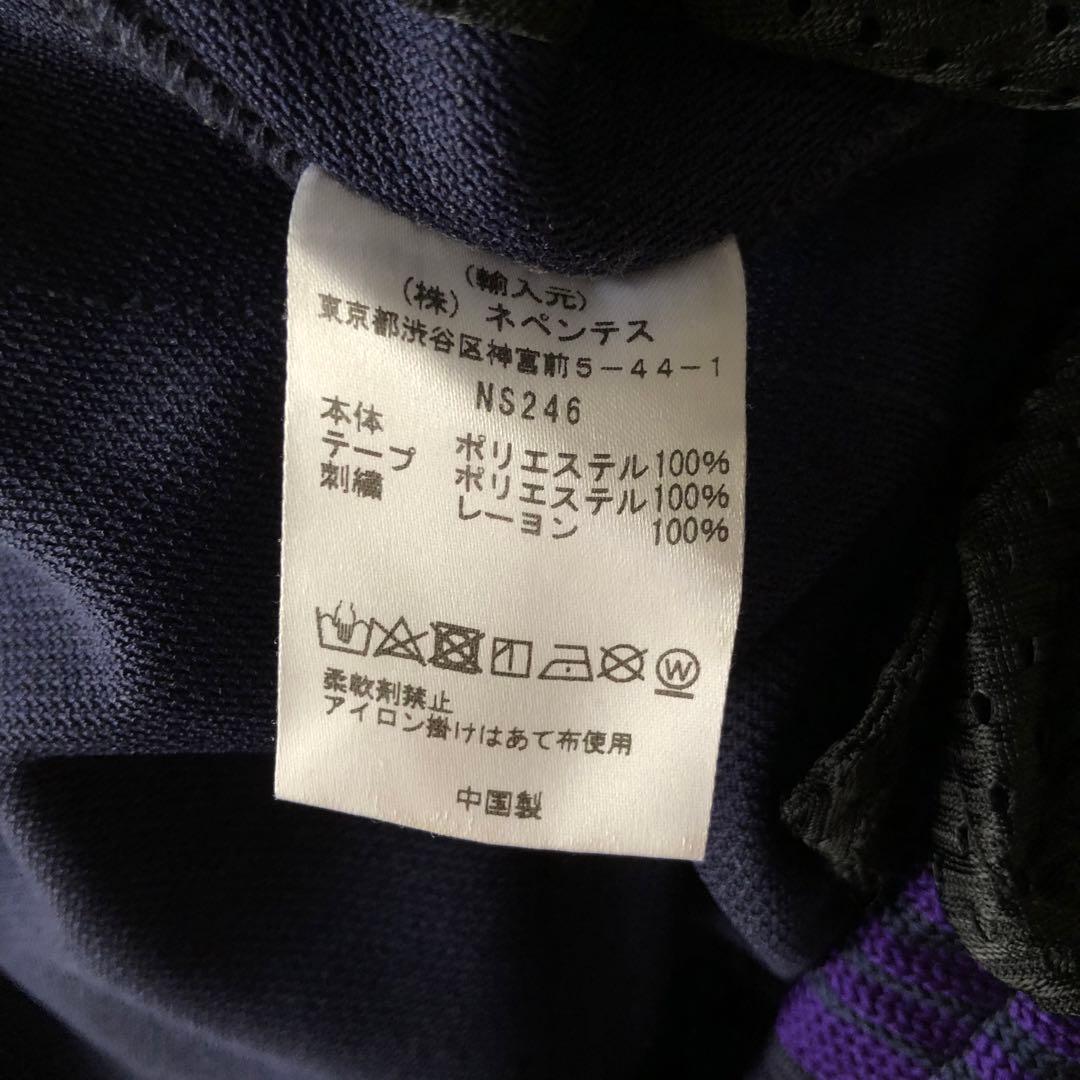 (輸入元)
(株) ネペンテス
東京都渋谷区神宮前5-44-1
NS246
本体 ポリエステル100%
テープ ポリエステル100%
刺繍 レーヨン 100%
W
柔軟剤禁止
アイロン掛けはあて布使用
中国製